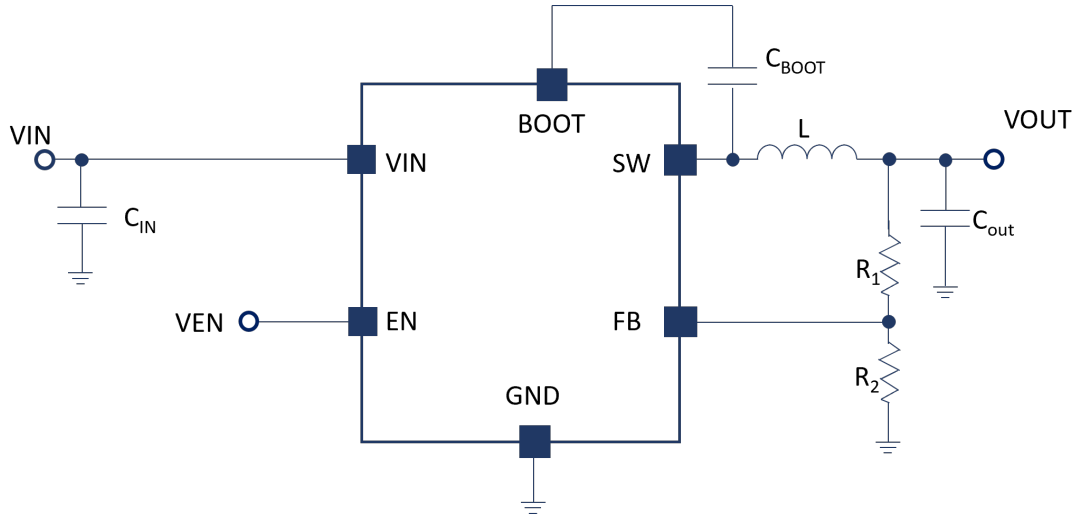 C_BOOT
BOOT
L
VOUT
VIN
VIN
SW
C_IN
C_out
R_1
VEN
EN
FB
R_2
GND